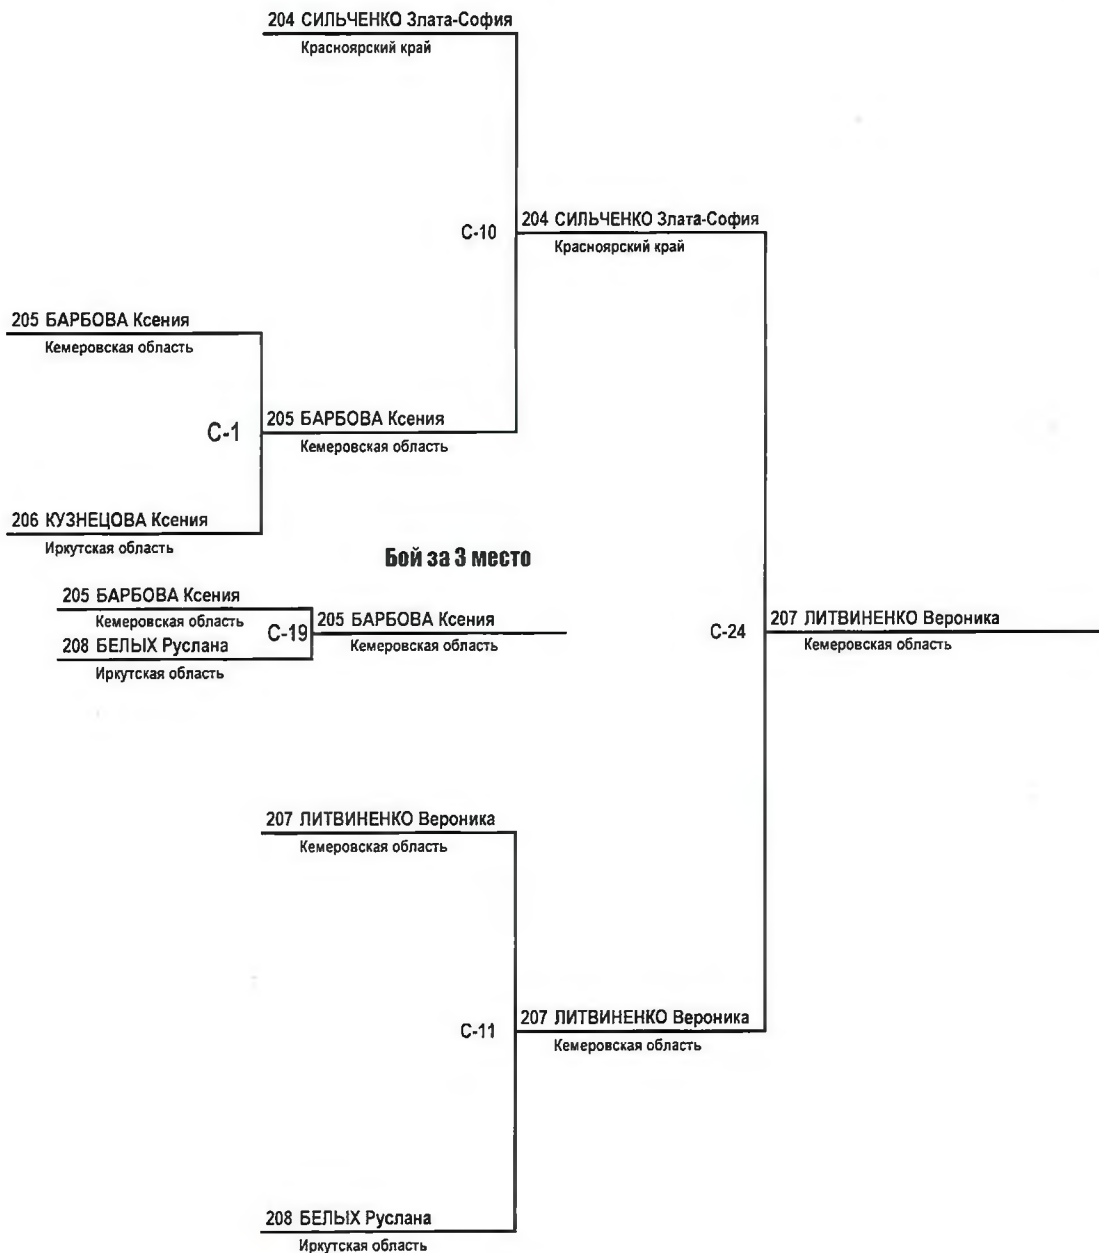 204 СИЛЬЧЕНКО Злата-София
Красноярский край
С-10
204 СИЛЬЧЕНКО Злата-София
Красноярский край
205 БАРБОВА Ксения
Кемеровская область
С-1
205 БАРБОВА Ксения
Кемеровская область
206 КУЗНЕЦОВА Ксения
Иркутская область
Бой за 3 место
205 БАРБОВА Ксения
Кемеровская область
С-19
205 БАРБОВА Ксения
Кемеровская область
208 БЕЛЫХ Руслана
Иркутская область
С-24
207 ЛИТВИНЕНКО Вероника
Кемеровская область
207 ЛИТВИНЕНКО Вероника
Кемеровская область
С-11
207 ЛИТВИНЕНКО Вероника
Кемеровская область
208 БЕЛЫХ Руслана
Иркутская область